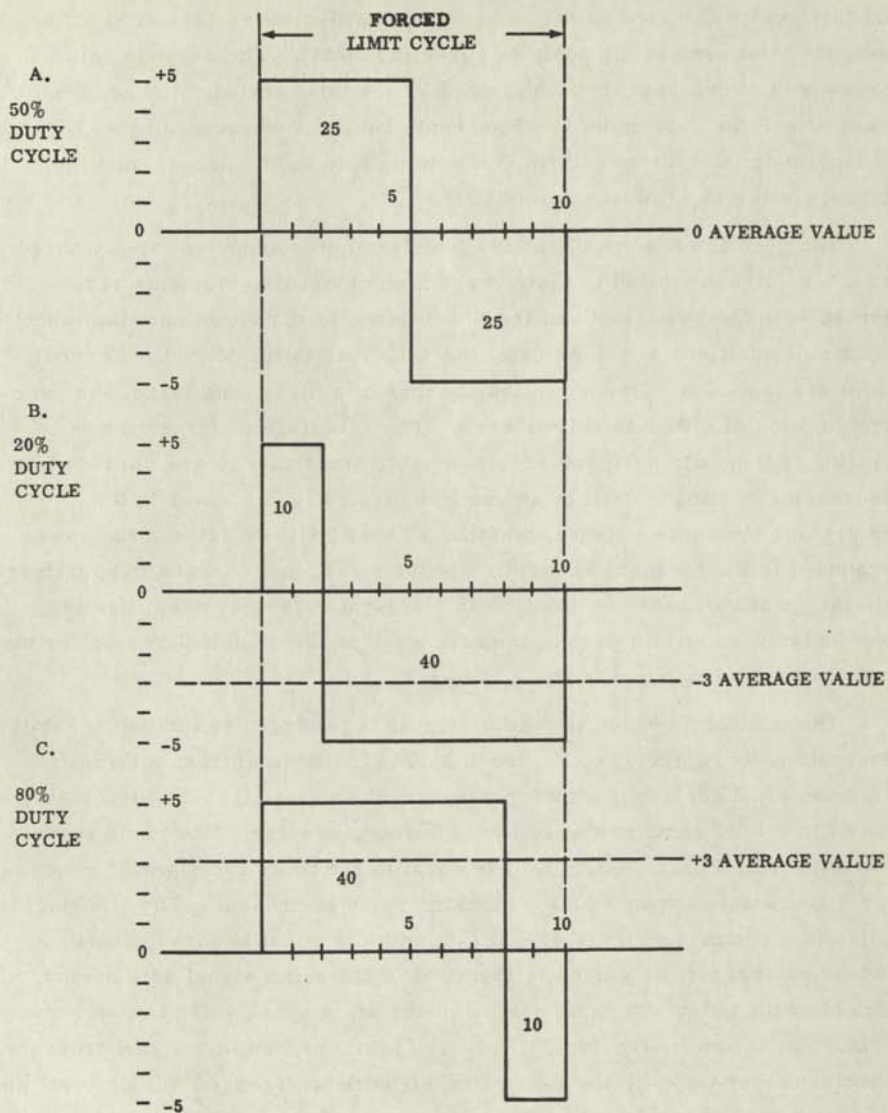 FORCED
LIMIT CYCLE
A.
50%
DUTY
CYCLE
+5
25
5
10
0
0 AVERAGE VALUE
25
-5
B.
20%
DUTY
CYCLE
+5
10
5
10
0
40
-3 AVERAGE VALUE
-5
C.
80%
DUTY
CYCLE
+5
+3 AVERAGE VALUE
40
5
10
0
10
-5